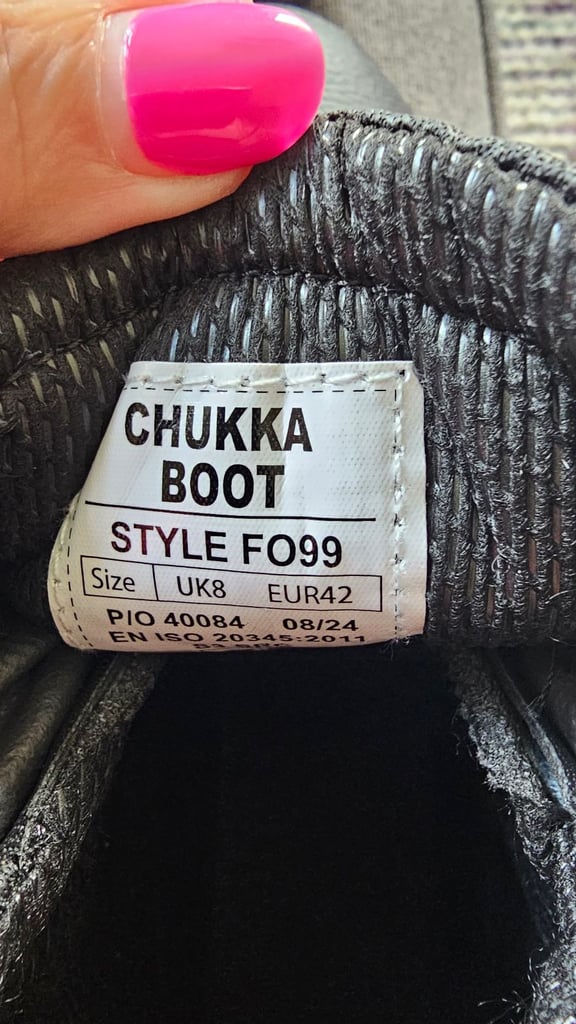 CHUKKA
BOOT
STYLE FO99
Size UK8 EUR42
P/O 40084 08/24
EN ISO 20345:2011